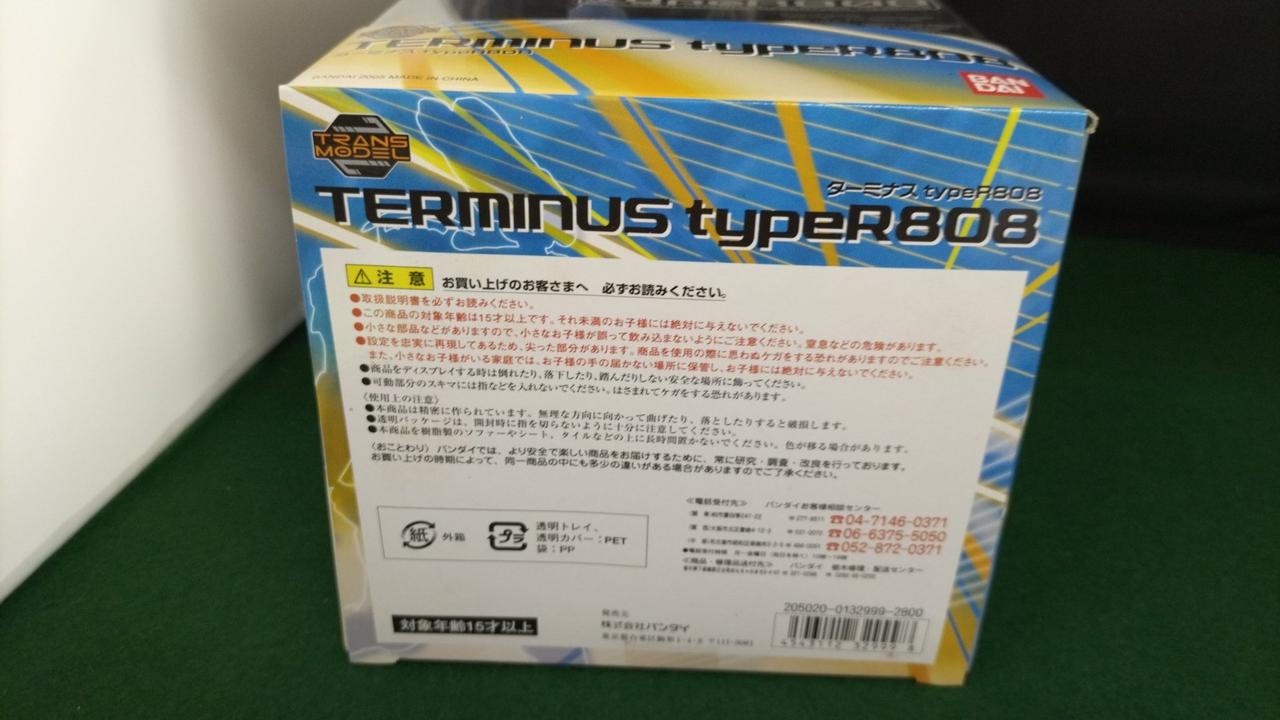 TERMINUS typeR808
BANDAI 2005 MADE IN CHINA
BAN
DAI
TRANS
MODEL
ターミナス typeR808
TERMINUS typeR808
注 意 お買い上げのお客さまへ 必ずお読みください。
●取扱説明書を必ずお読みください。
●この商品の対象年齢は15才以上です。それ未満のお子様には絶対に与えないでください。
●小さな部品などがありますので、小さなお子様が誤って飲み込まないようにご注意ください。窒息などの危険があります。
●設定を忠実に再現してあるため、尖った部分があります。商品を使用の際に思わぬケガをする恐れがありますのでご注意ください。
また、小さなお子様がいる家庭では、お子様の手の届かない場所に保管し、お子様には絶対に与えないでください。
●商品をディスプレイする時は倒れたり、落下したり、踏んだりしない安全な場所に飾ってください。
●可動部分のスキマには指などを入れないでください。はさまれてケガをする恐れがあります。
〈使用上の注意〉
●本商品は精密に作られています。無理な方向に向かって曲げたり、落としたりすると破損します。
●透明パッケージは、開封時に指を切らないように十分に注意してください。
●本商品を樹脂製のソファーやシート、タイルなどの上に長時間置かないでください。色が移る場合があります。
〈おことわり〉バンダイでは、より安全で楽しい商品をお届けするために、常に研究・調査・改良を行っております。
お買い上げの時期によって、同一商品の中にも多少の違いがある場合がありますのでご了承ください。
紙 外箱
プラ 透明トレイ、
透明カバー：PET
袋：PP
≪電話受付先≫ バンダイお客様相談センター
☎04-7146-0371
☎06-6375-5050
☎052-872-0371
≪商品・修理品送付先≫ バンダイ 栃木修理・配送センター
対象年齢15才以上
発売元
株式会社バンダイ
205020-0132999-2800
4543112 32999 8